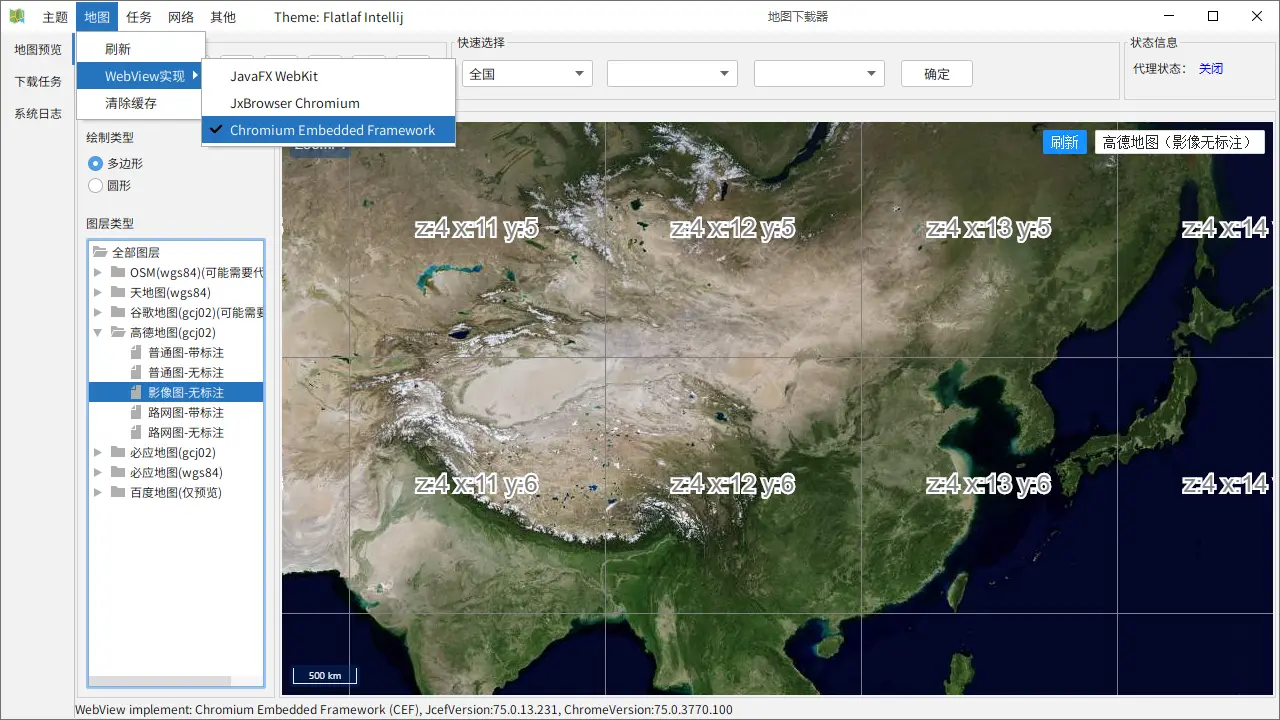 主题 地图 任务 网络 其他 Theme: Flatlaf Intellij 地图下载器
地图预览
下载任务
系统日志
刷新
WebView实现
清除缓存
JavaFX WebKit
JxBrowser Chromium
Chromium Embedded Framework
快速选择
全国
确定
状态信息
代理状态： 关闭
绘制类型
多边形
圆形
图层类型
全部图层
OSM(wgs84)(可能需要代
天地图(wgs84)
谷歌地图(gcj02)(可能需要
高德地图(gcj02)
普通图-带标注
普通图-无标注
影像图-无标注
路网图-带标注
路网图-无标注
必应地图(gcj02)
必应地图(wgs84)
百度地图(仅预览)
刷新 高德地图（影像无标注）
z:4 x:11 y:5 z:4 x:12 y:5 z:4 x:13 y:5 z:4 x:14
z:4 x:11 y:6 z:4 x:12 y:6 z:4 x:13 y:6 z:4 x:14
500 km
WebView implement: Chromium Embedded Framework (CEF), JcefVersion:75.0.13.231, ChromeVersion:75.0.3770.100